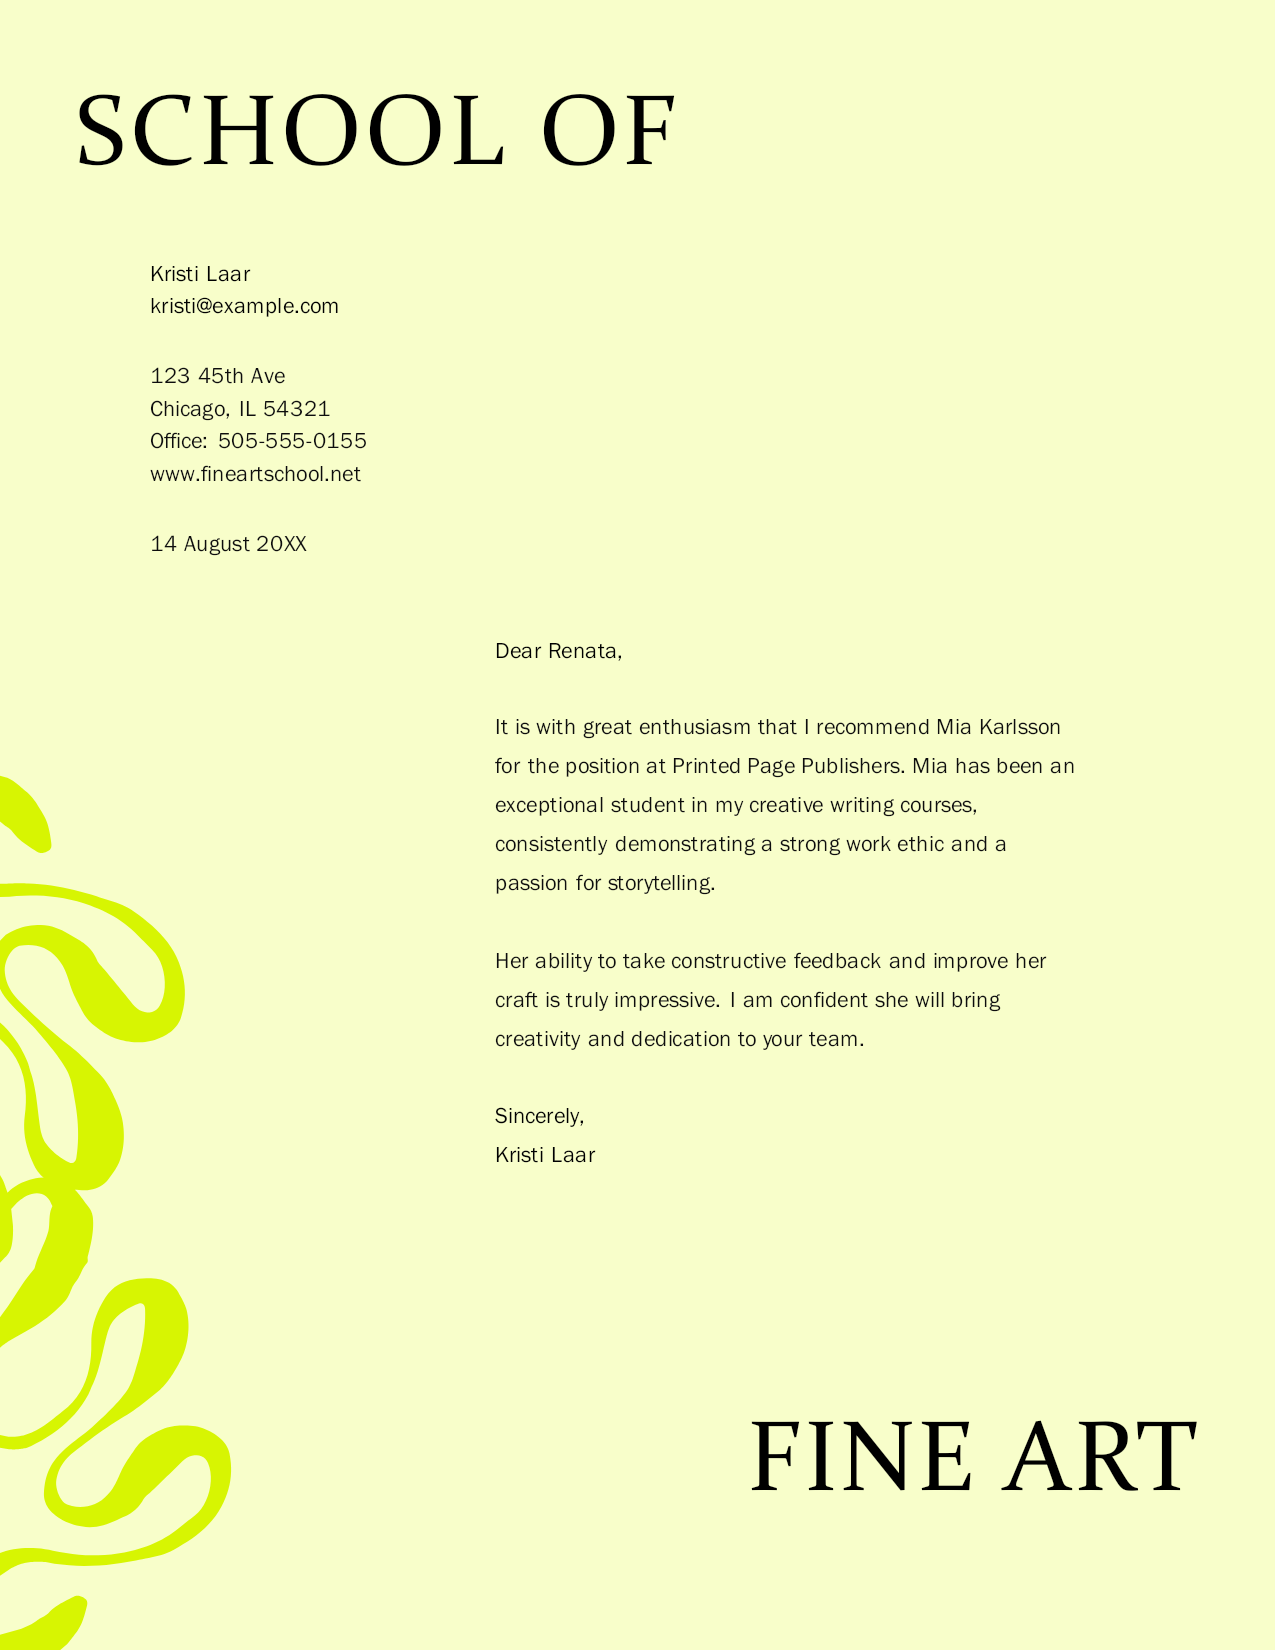 SCHOOL OF
Kristi Laar
kristi@example.com
123 45th Ave
Chicago, IL 54321
Office: 505-555-0155
www.fineartschool.net
14 August 20XX
Dear Renata,
It is with great enthusiasm that I recommend Mia Karlsson
for the position at Printed Page Publishers. Mia has been an
exceptional student in my creative writing courses,
consistently demonstrating a strong work ethic and a
passion for storytelling.
Her ability to take constructive feedback and improve her
craft is truly impressive. I am confident she will bring
creativity and dedication to your team.
Sincerely,
Kristi Laar
FINE ART